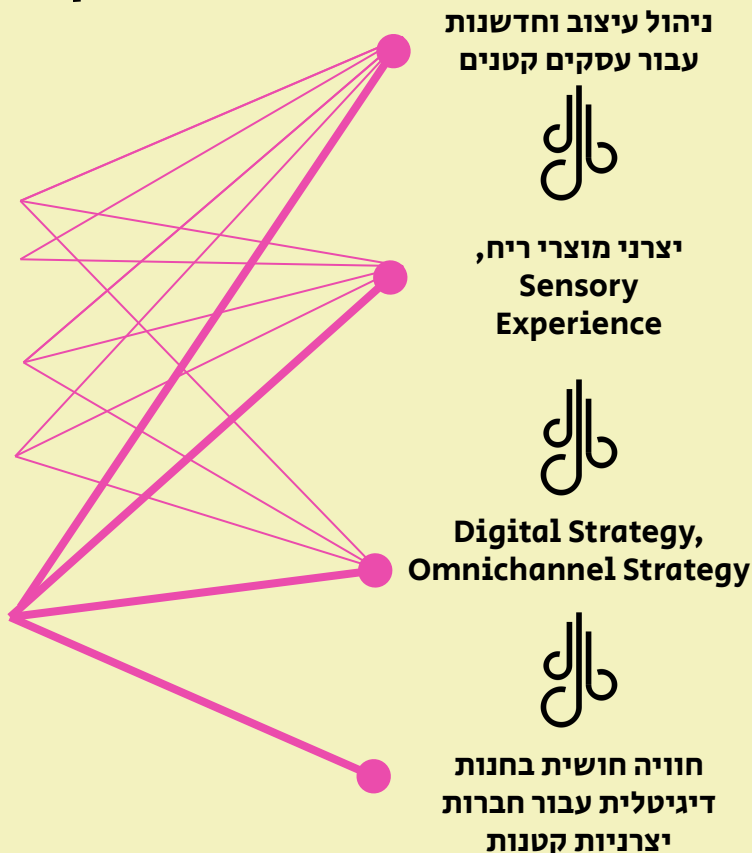 ניהול עיצוב וחדשנות
עבור עסקים קטנים
יצרני מוצרי ריח,
Sensory
Experience
Digital Strategy,
Omnichannel Strategy
חוויה חושית בחנות
דיגיטלית עבור חברות
יצרניות קטנות